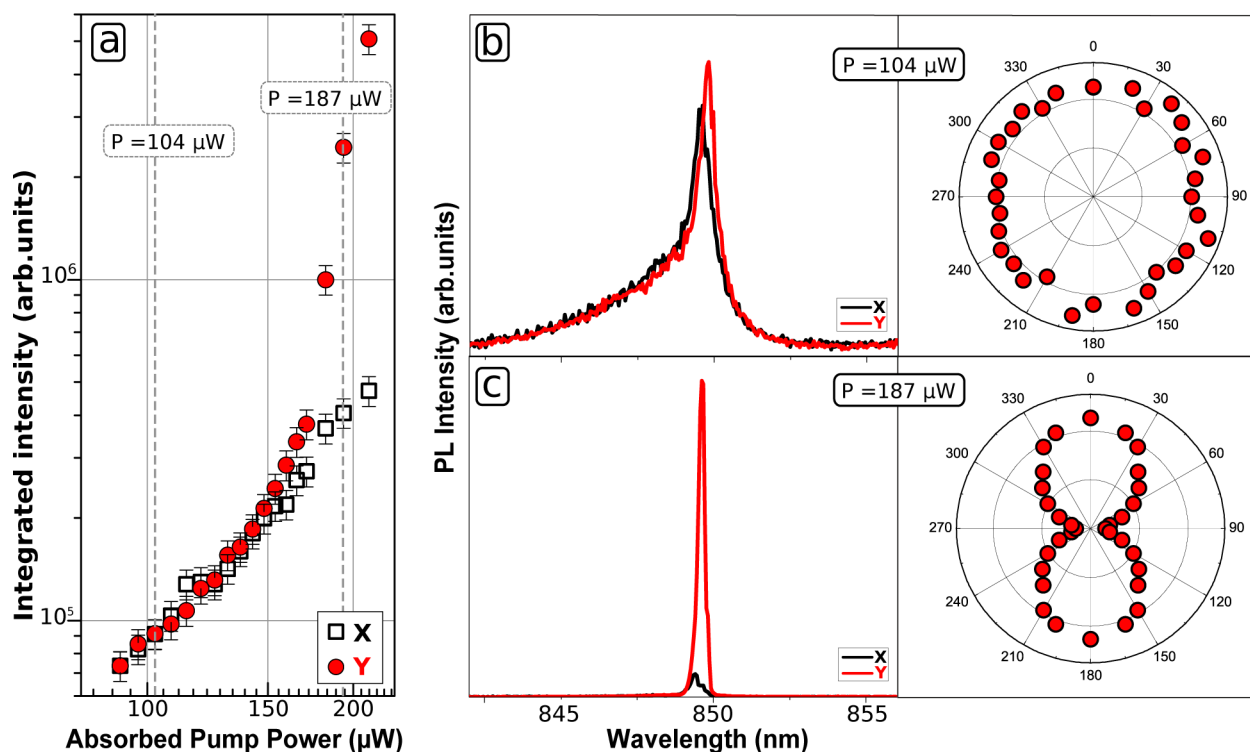 a
Integrated intensity (arb.units)
10⁶
10⁵
P =104 μW
P =187 μW
X
Y
100
150
200
Absorbed Pump Power (μW)
b
PL Intensity (arb.units)
X
Y
P =104 μW
0
30
60
90
120
150
180
210
240
270
300
330
c
X
Y
845
850
855
Wavelength (nm)
P =187 μW
0
30
60
90
120
150
180
210
240
270
300
330